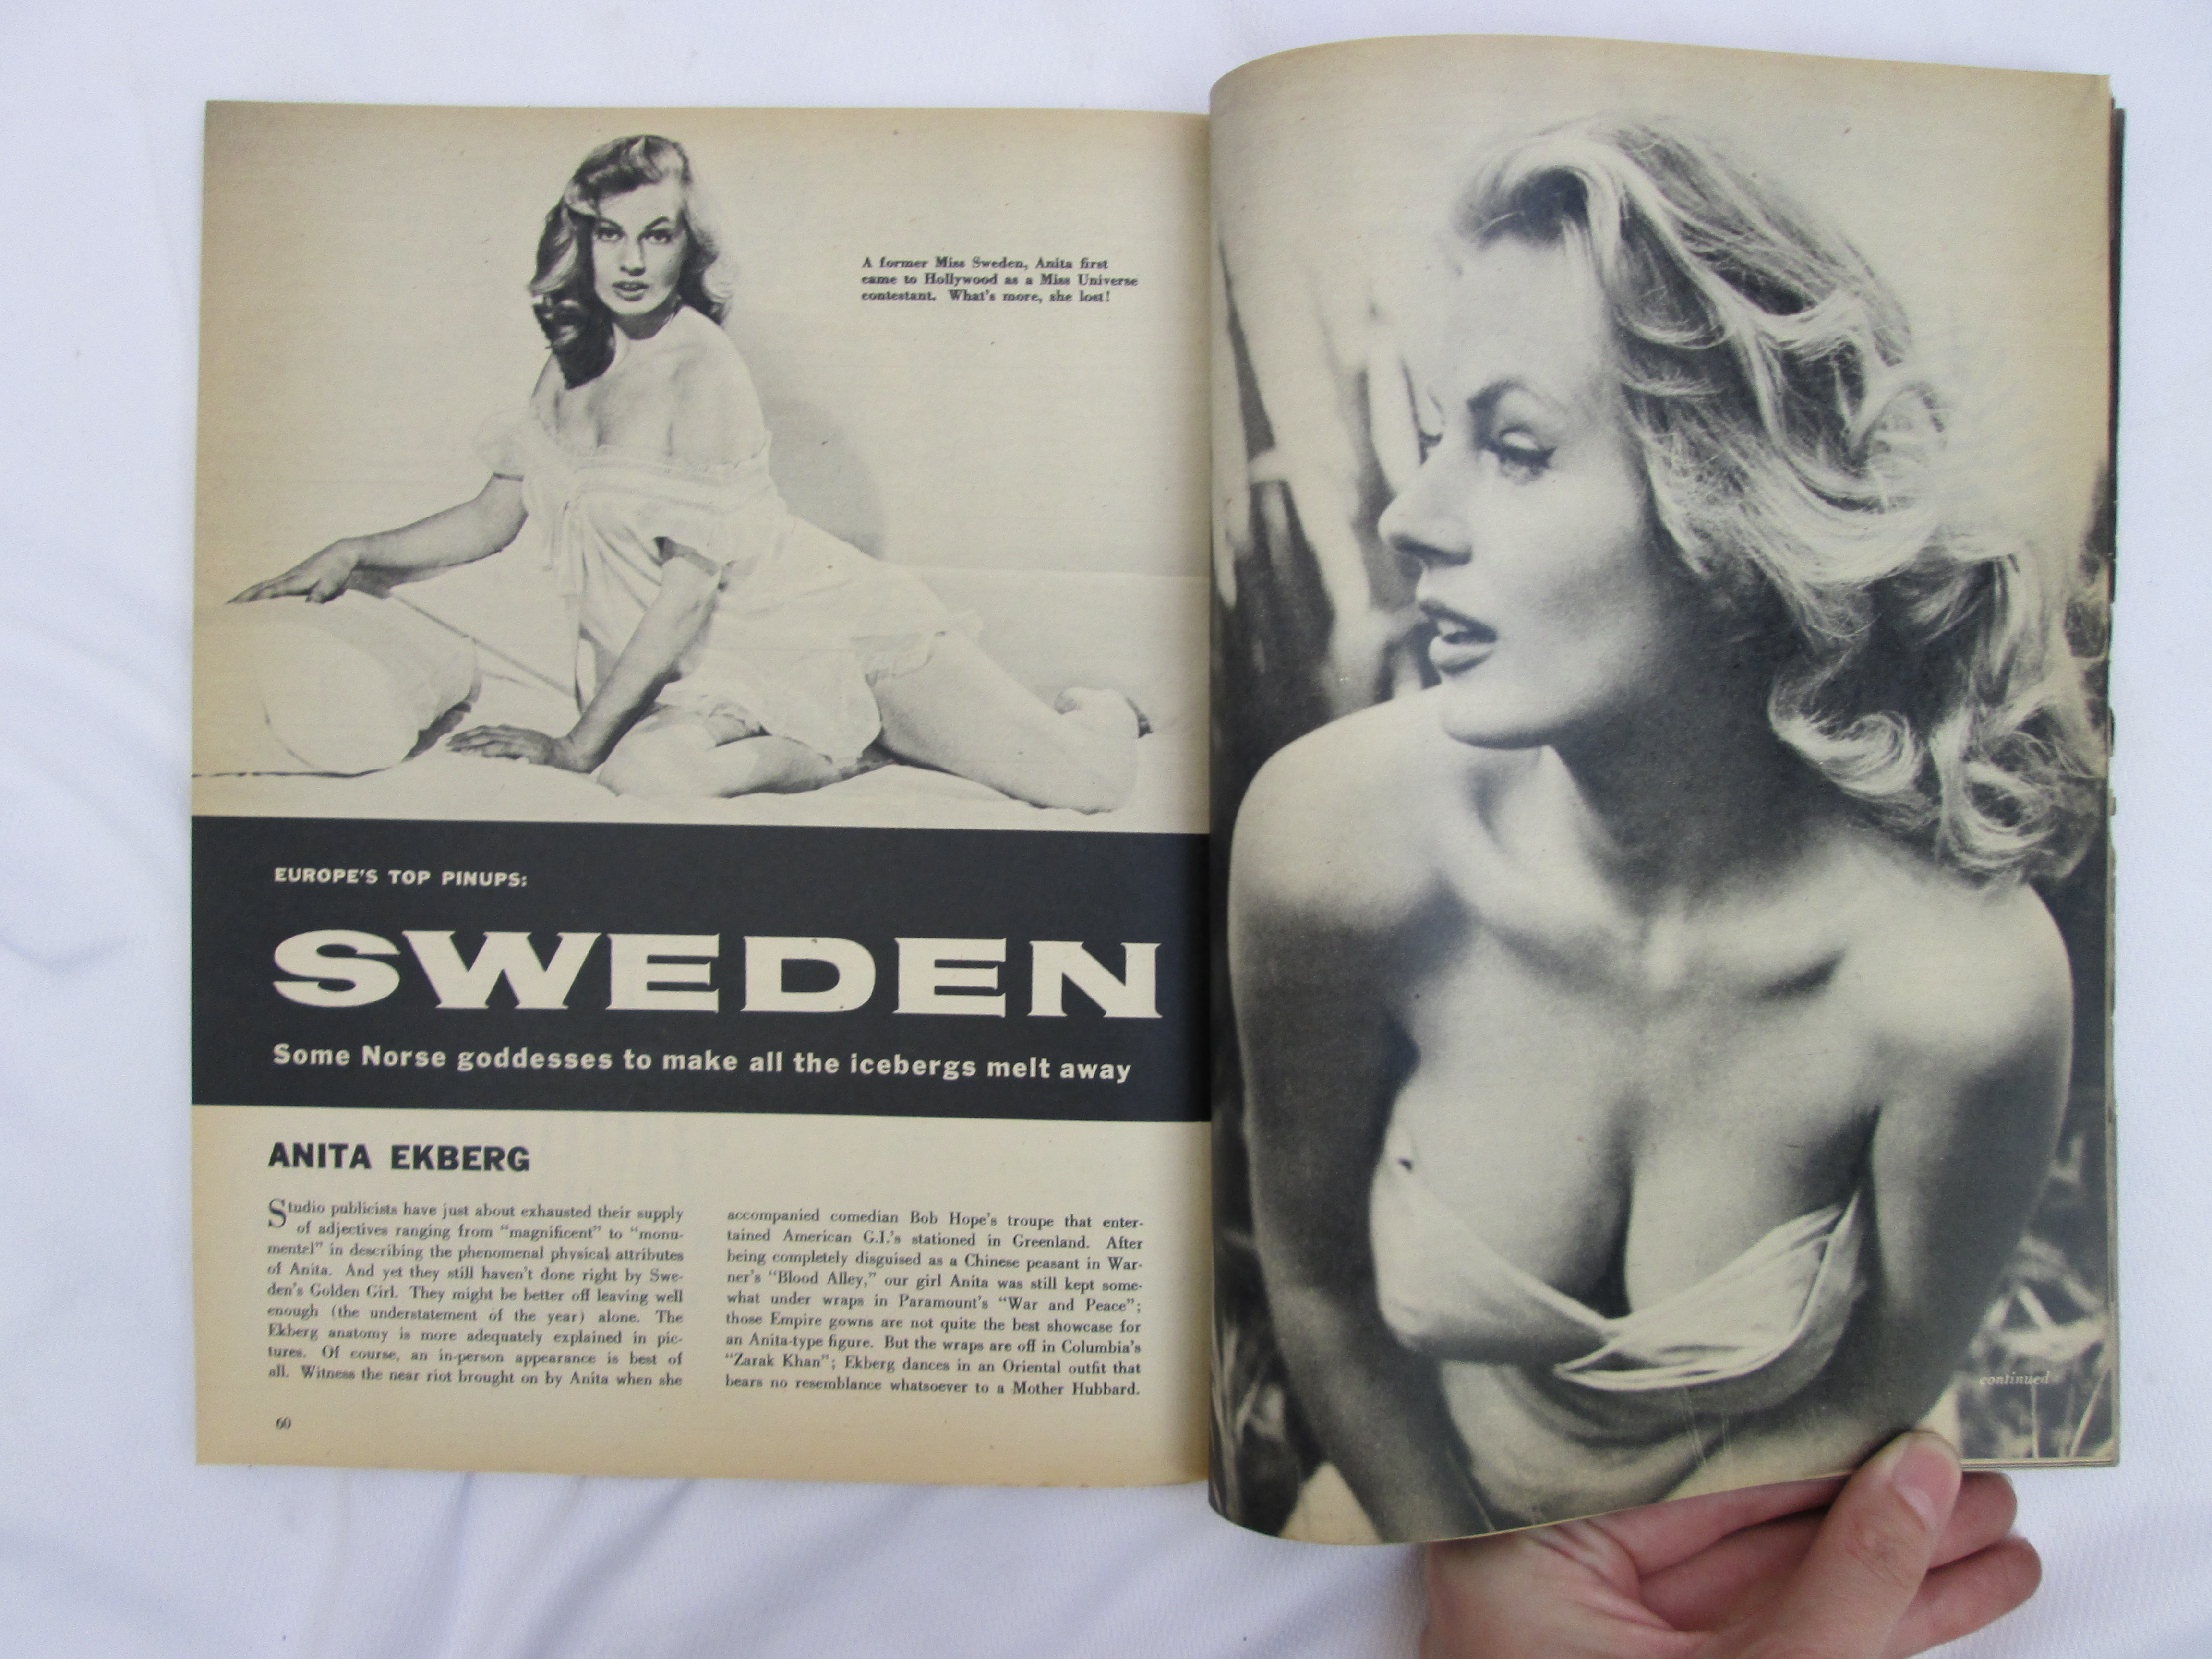 A former Miss Sweden, Anita first
came to Hollywood as a Miss Universe
contestant. What's more, she lost!
EUROPE'S TOP PINUPS:
SWEDEN
Some Norse goddesses to make all the icebergs melt away
ANITA EKBERG
Studio publicists have just about exhausted their supply
of adjectives ranging from "magnificent" to "monu-
mental" in describing the phenomenal physical attributes
of Anita. And yet they still haven't done right by Swe-
den's Golden Girl. They might be better off leaving well
enough (the understatement of the year) alone. The
Ekberg anatomy is more adequately explained in pic-
tures. Of course, an in-person appearance is best of
all. Witness the near riot brought on by Anita when she
accompanied comedian Bob Hope's troupe that enter-
tained American G.I.'s stationed in Greenland. After
being completely disguised as a Chinese peasant in War-
ner's "Blood Alley," our girl Anita was still kept some-
what under wraps in Paramount's "War and Peace";
those Empire gowns are not quite the best showcase for
an Anita-type figure. But the wraps are off in Columbia's
"Zarak Khan"; Ekberg dances in an Oriental outfit that
bears no resemblance whatsoever to a Mother Hubbard.
60
continued